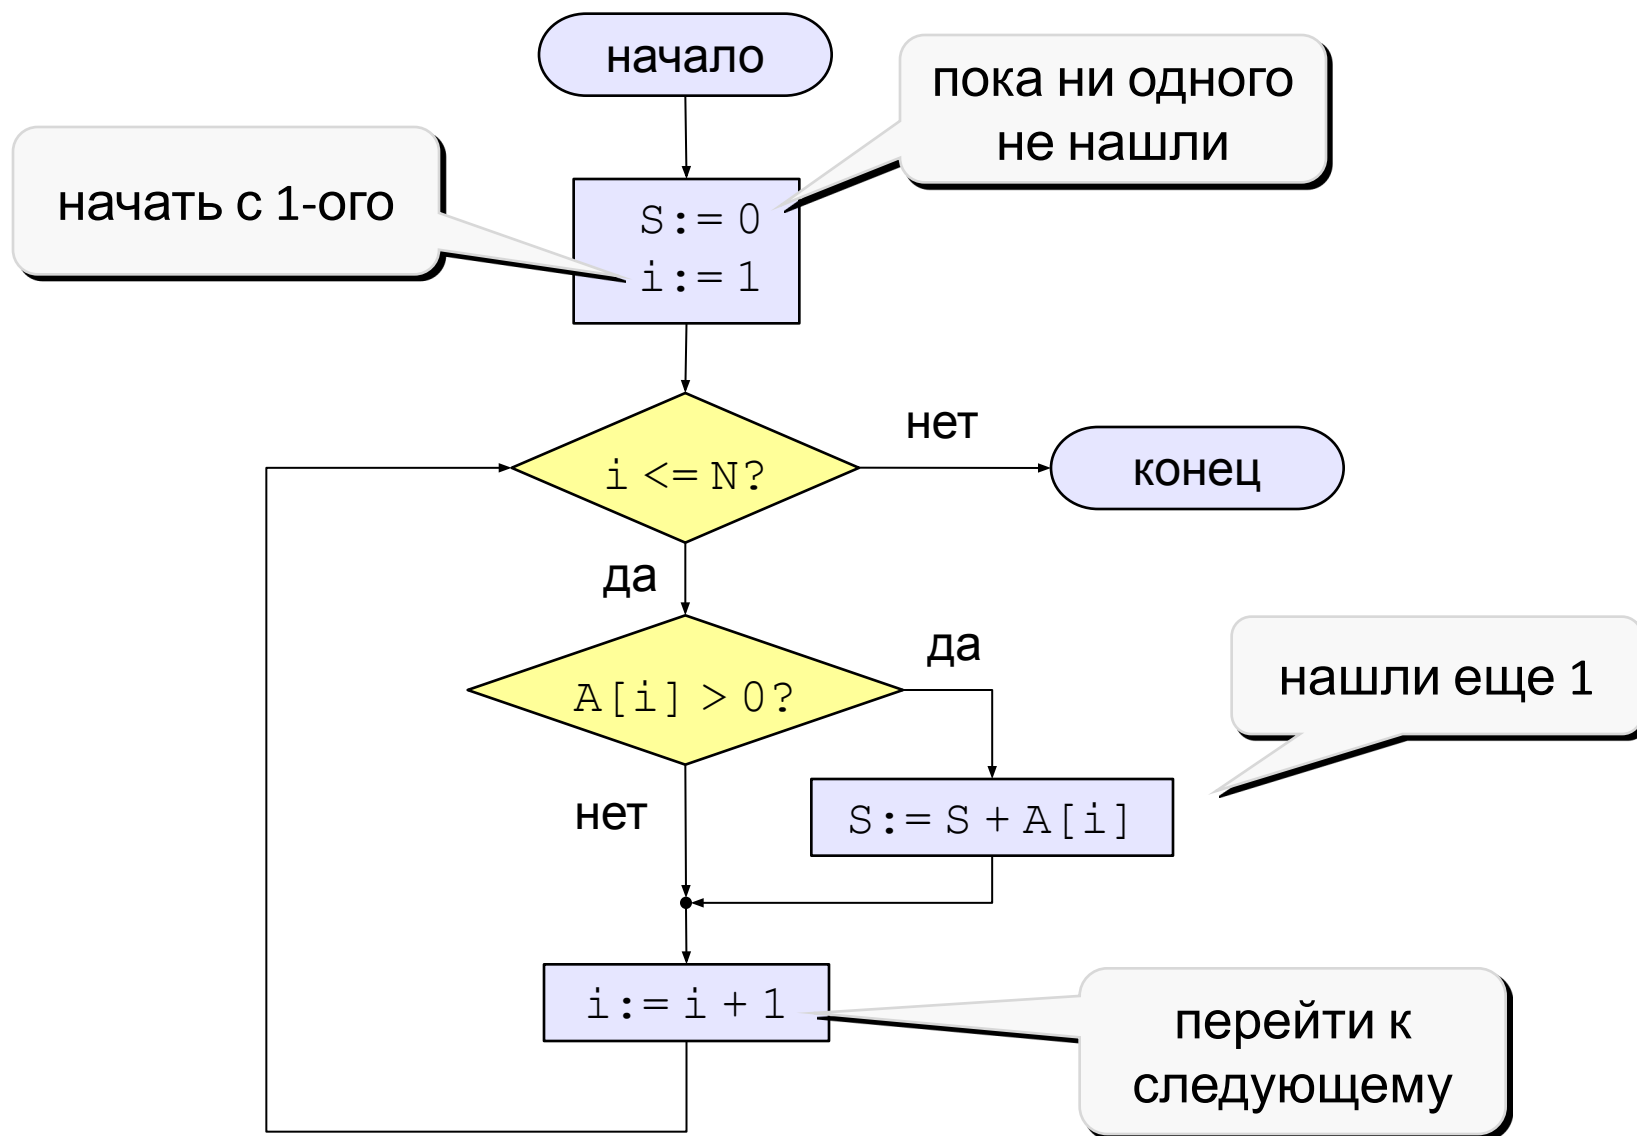 начало
пока ни одного
не нашли
начать с 1-ого
S:= 0
i:= 1
нет
i <= N?
конец
да
да
A[i] > 0?
нашли еще 1
нет
S:= S + A[i]
i:= i + 1
перейти к
следующему